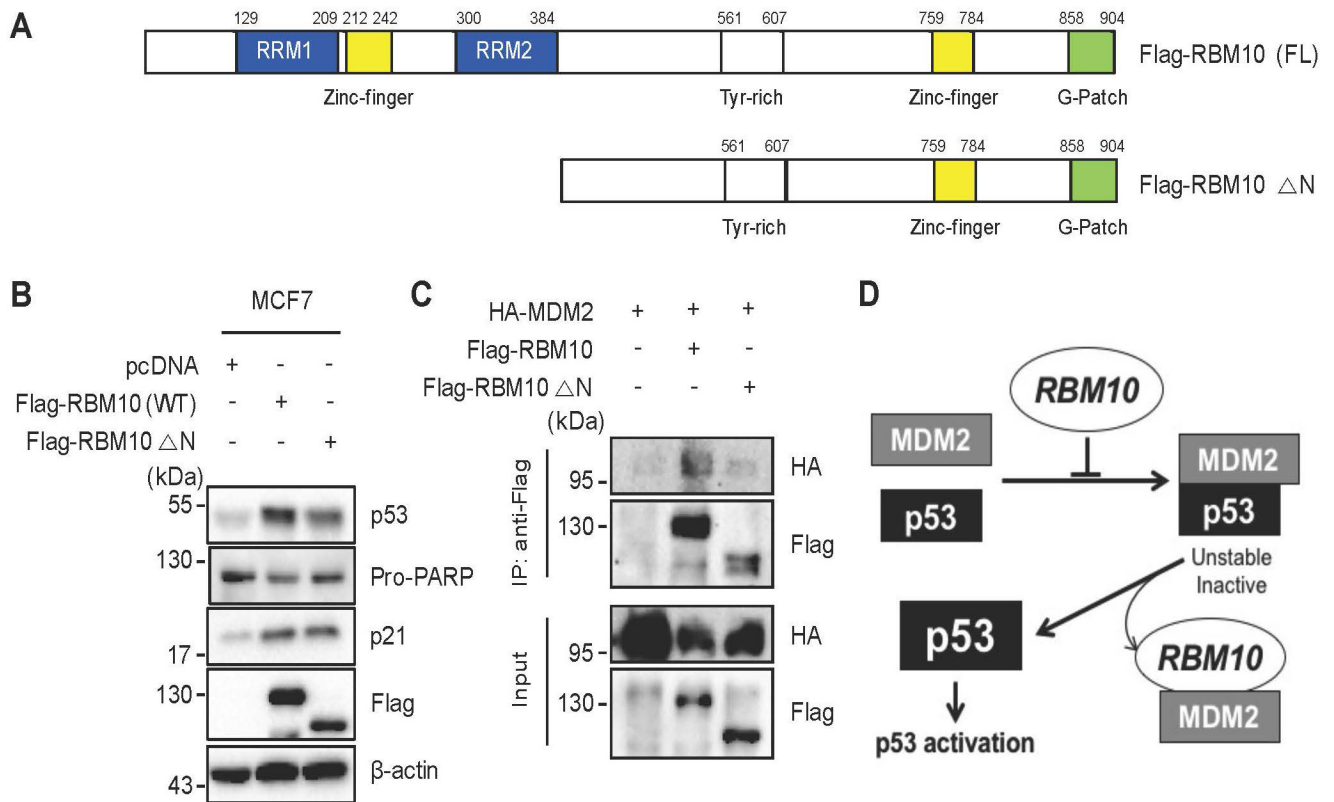 A
129 209 212 242 300 384 561 607 759 784 858 904
RRM1 RRM2 Flag-RBM10 (FL)
Zinc-finger Tyr-rich Zinc-finger G-Patch
561 607 759 784 858 904
Flag-RBM10 △N
Tyr-rich Zinc-finger G-Patch
B
MCF7
pcDNA + - -
Flag-RBM10 (WT) - + -
Flag-RBM10 △N - - +
(kDa)
55 p53
130 Pro-PARP
17 p21
130 Flag
43 β-actin
C
HA-MDM2 + + +
Flag-RBM10 - + -
Flag-RBM10 △N - - +
(kDa)
IP: anti-Flag
95 HA
130 Flag
Input
95 HA
130 Flag
D
RBM10
MDM2
p53
MDM2
p53
Unstable
Inactive
p53
RBM10
MDM2
p53 activation